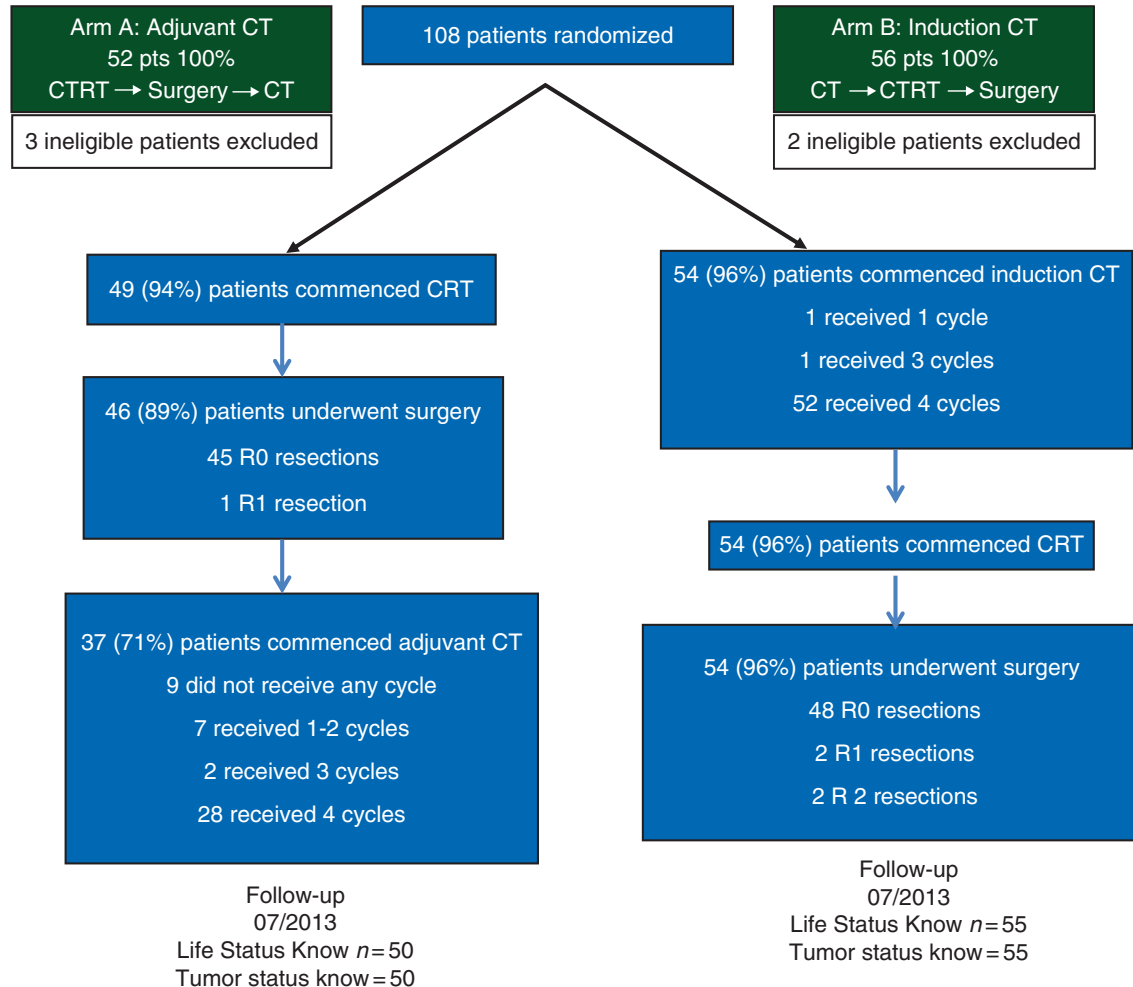 Arm A: Adjuvant CT
52 pts 100%
CTRT → Surgery → CT
3 ineligible patients excluded
108 patients randomized
Arm B: Induction CT
56 pts 100%
CT → CTRT → Surgery
2 ineligible patients excluded
49 (94%) patients commenced CRT
46 (89%) patients underwent surgery
45 R0 resections
1 R1 resection
37 (71%) patients commenced adjuvant CT
9 did not receive any cycle
7 received 1-2 cycles
2 received 3 cycles
28 received 4 cycles
Follow-up
07/2013
Life Status Know n=50
Tumor status know=50
54 (96%) patients commenced induction CT
1 received 1 cycle
1 received 3 cycles
52 received 4 cycles
54 (96%) patients commenced CRT
54 (96%) patients underwent surgery
48 R0 resections
2 R1 resections
2 R 2 resections
Follow-up
07/2013
Life Status Know n=55
Tumor status know=55